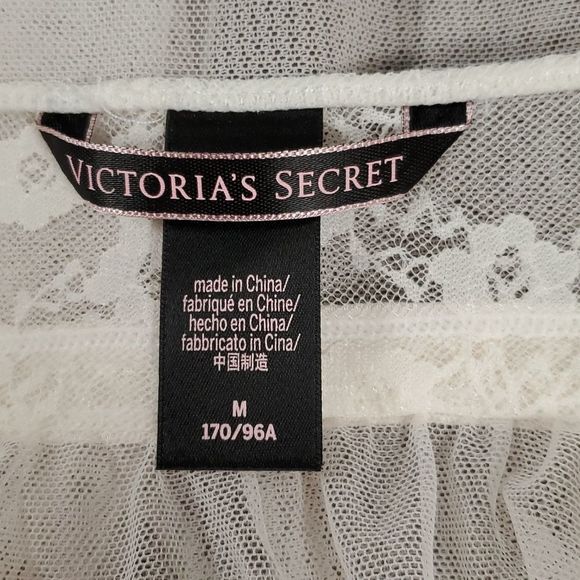 VICTORIA'S SECRET
made in China/
fabriqué en Chine/
hecho en China/
fabbricato in Cina/
中国制造
M
170/96A